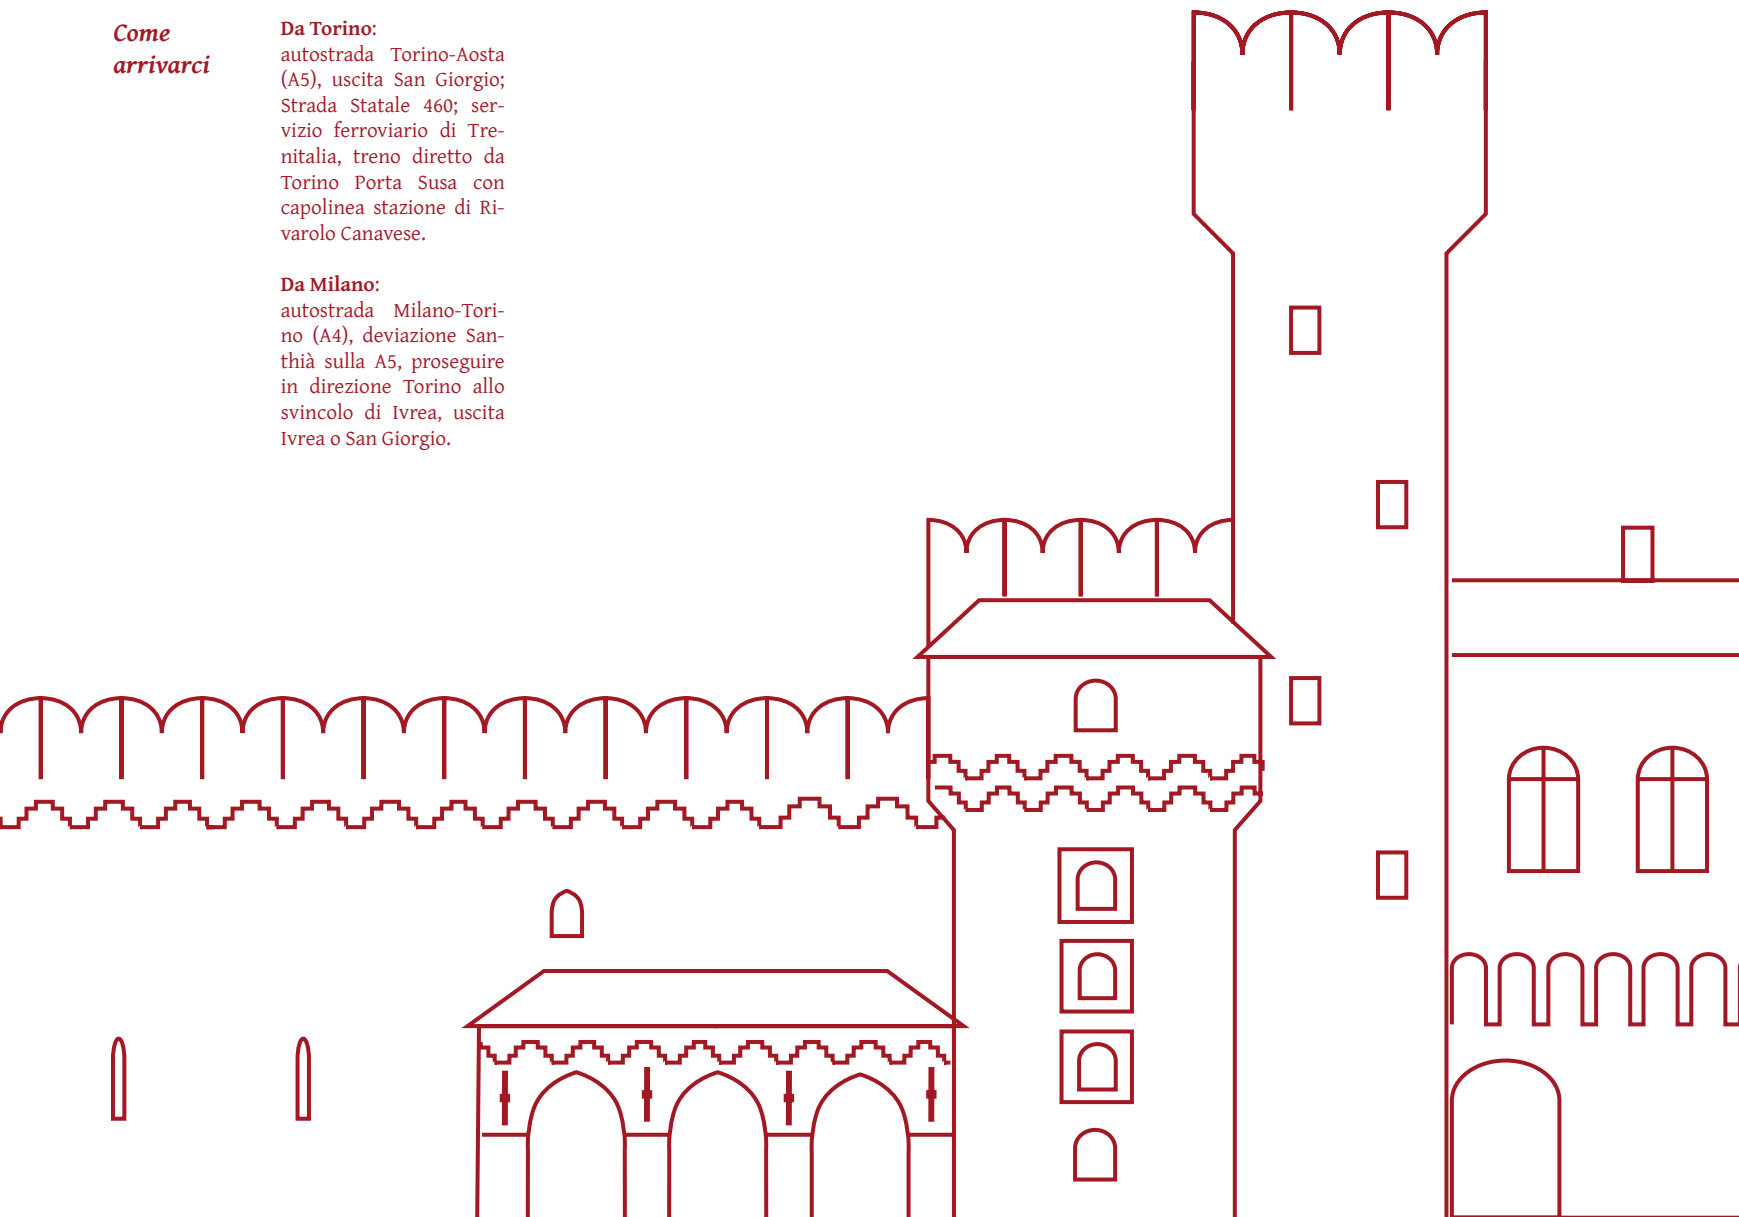 Come
arrivarci
Da Torino:
autostrada Torino-Aosta
(A5), uscita San Giorgio;
Strada Statale 460; ser-
vizio ferroviario di Tre-
nitalia, treno diretto da
Torino Porta Susa con
capolinea stazione di Ri-
varolo Canavese.
Da Milano:
autostrada Milano-Tori-
no (A4), deviazione San-
thià sulla A5, proseguire
in direzione Torino allo
svincolo di Ivrea, uscita
Ivrea o San Giorgio.